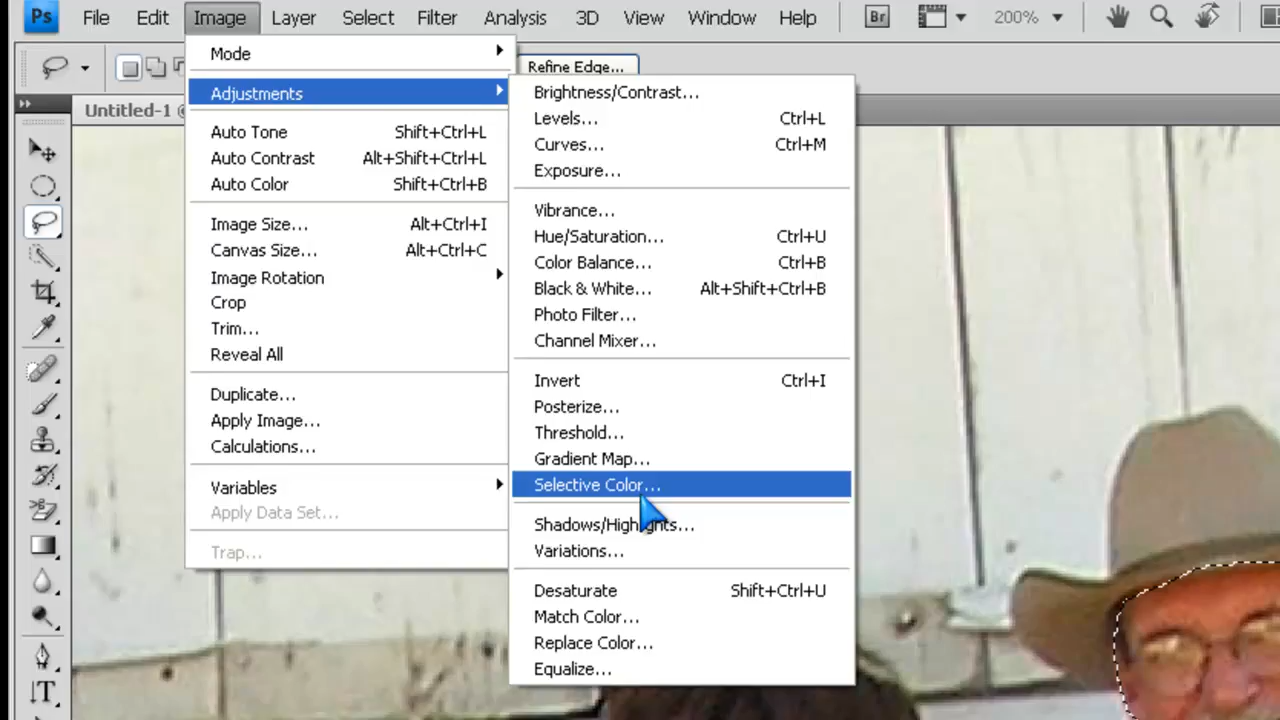 Ps File Edit Image Layer Select Filter Analysis 3D View Window Help Br 200%
Refine Edge...
Untitled-1 @
Mode
Adjustments
Auto Tone Shift+Ctrl+L
Auto Contrast Alt+Shift+Ctrl+L
Auto Color Shift+Ctrl+B
Image Size... Alt+Ctrl+I
Canvas Size... Alt+Ctrl+C
Image Rotation
Crop
Trim...
Reveal All
Duplicate...
Apply Image...
Calculations...
Variables
Apply Data Set...
Trap...
Brightness/Contrast...
Levels... Ctrl+L
Curves... Ctrl+M
Exposure...
Vibrance...
Hue/Saturation... Ctrl+U
Color Balance... Ctrl+B
Black & White... Alt+Shift+Ctrl+B
Photo Filter...
Channel Mixer...
Invert Ctrl+I
Posterize...
Threshold...
Gradient Map...
Selective Color...
Shadows/Highlights...
Variations...
Desaturate Shift+Ctrl+U
Match Color...
Replace Color...
Equalize...